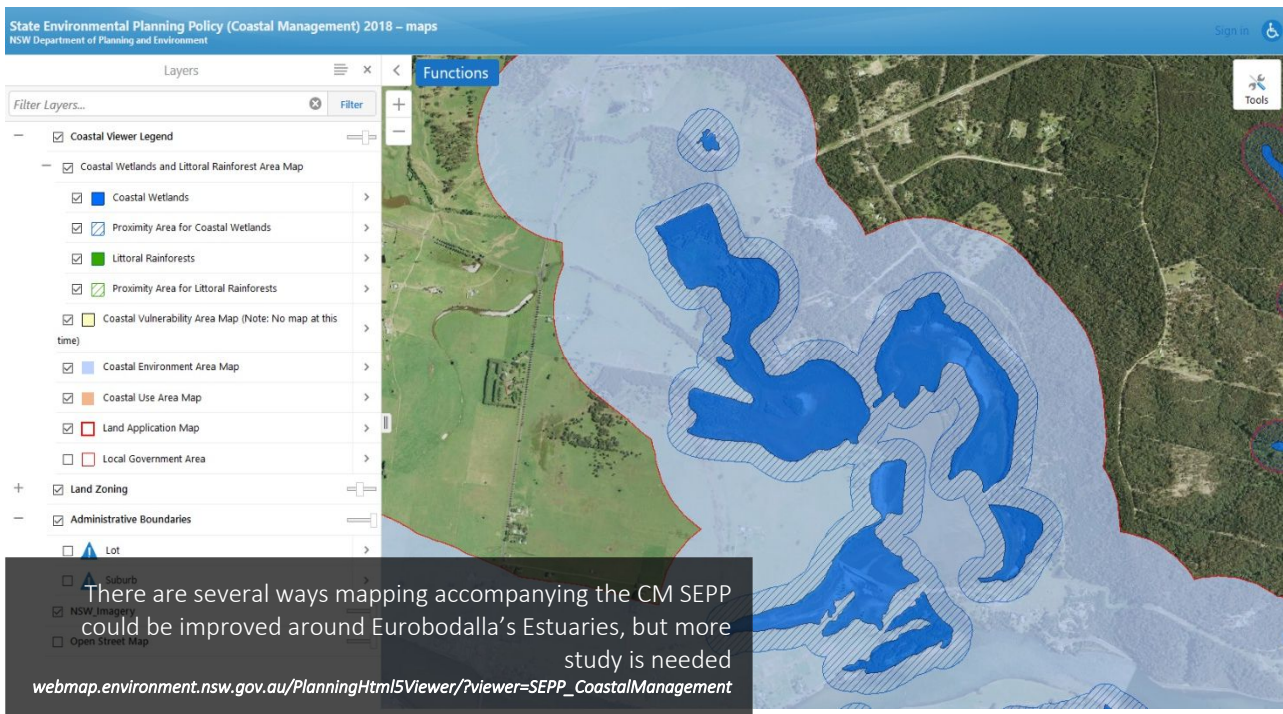 State Environmental Planning Policy (Coastal Management) 2018 – maps
NSW Department of Planning and Environment
Sign in
Layers
Functions
Tools
Filter Layers...
Filter
Coastal Viewer Legend
Coastal Wetlands and Littoral Rainforest Area Map
Coastal Wetlands
Proximity Area for Coastal Wetlands
Littoral Rainforests
Proximity Area for Littoral Rainforests
Coastal Vulnerability Area Map (Note: No map at this
time)
Coastal Environment Area Map
Coastal Use Area Map
Land Application Map
Local Government Area
Land Zoning
Administrative Boundaries
Lot
Suburb
NSW_Imagery
Open Street Map
There are several ways mapping accompanying the CM SEPP
could be improved around Eurobodalla’s Estuaries, but more
study is needed
webmap.environment.nsw.gov.au/PlanningHtml5Viewer/?viewer=SEPP_CoastalManagement